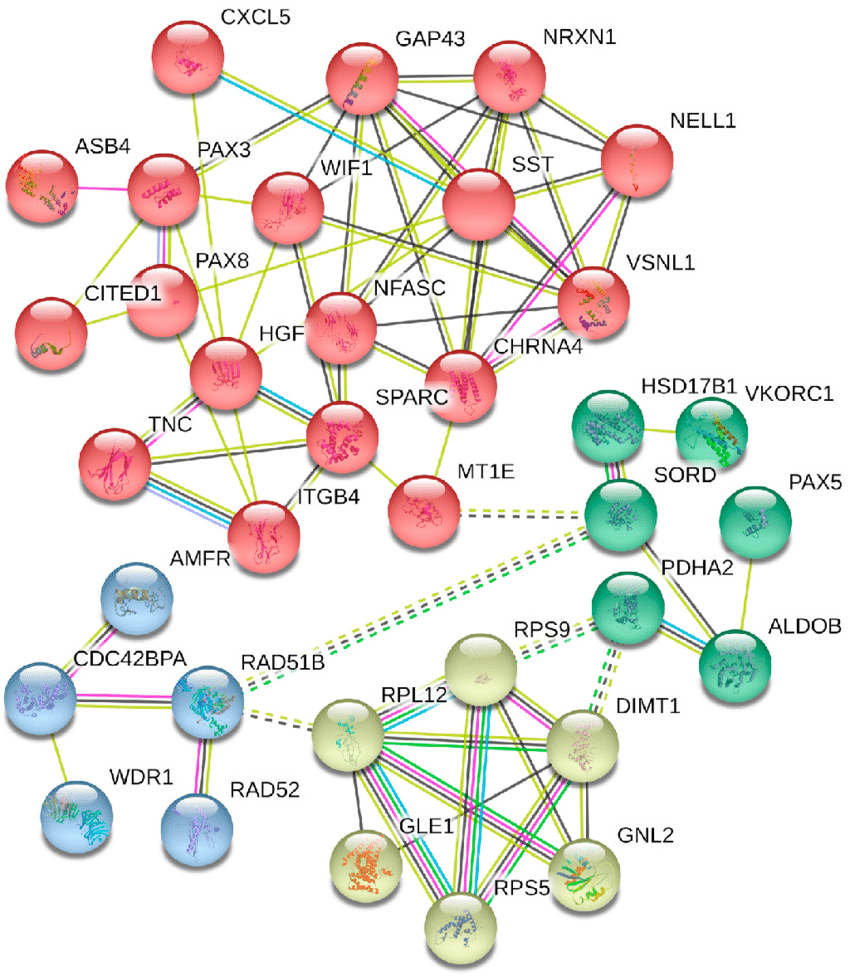 CXCL5
GAP43
NRXN1
NELL1
ASB4
PAX3
WIF1
SST
PAX8
VSNL1
CITED1
NFASC
HGF
CHRNA4
SPARC
HSD17B1
VKORC1
TNC
MT1E
SORD
PAX5
ITGB4
AMFR
PDHA2
ALDOB
RPS9
CDC42BPA
RAD51B
RPL12
DIMT1
WDR1
RAD52
GLE1
GNL2
RPS5